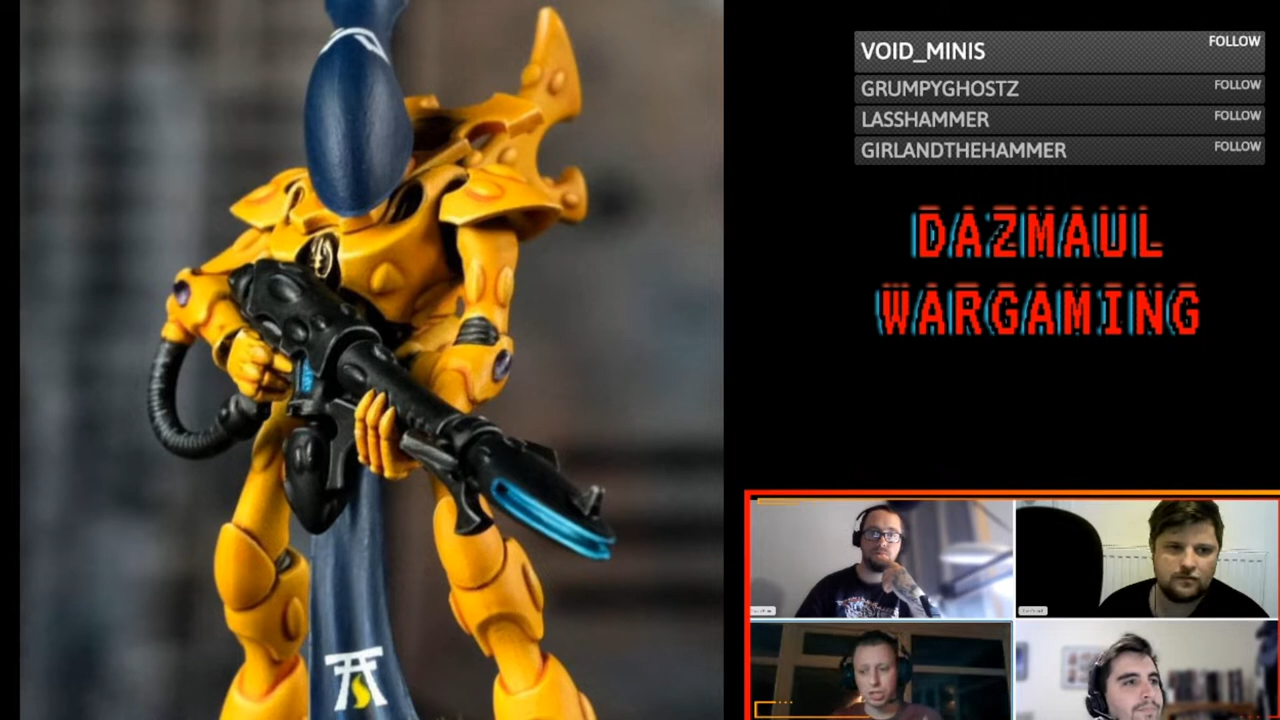 VOID_MINIS FOLLOW
GRUMPYGHOSTZ FOLLOW
LASSHAMMER FOLLOW
GIRLANDTHEHAMMER FOLLOW
DAZMAUL
WARGAMING